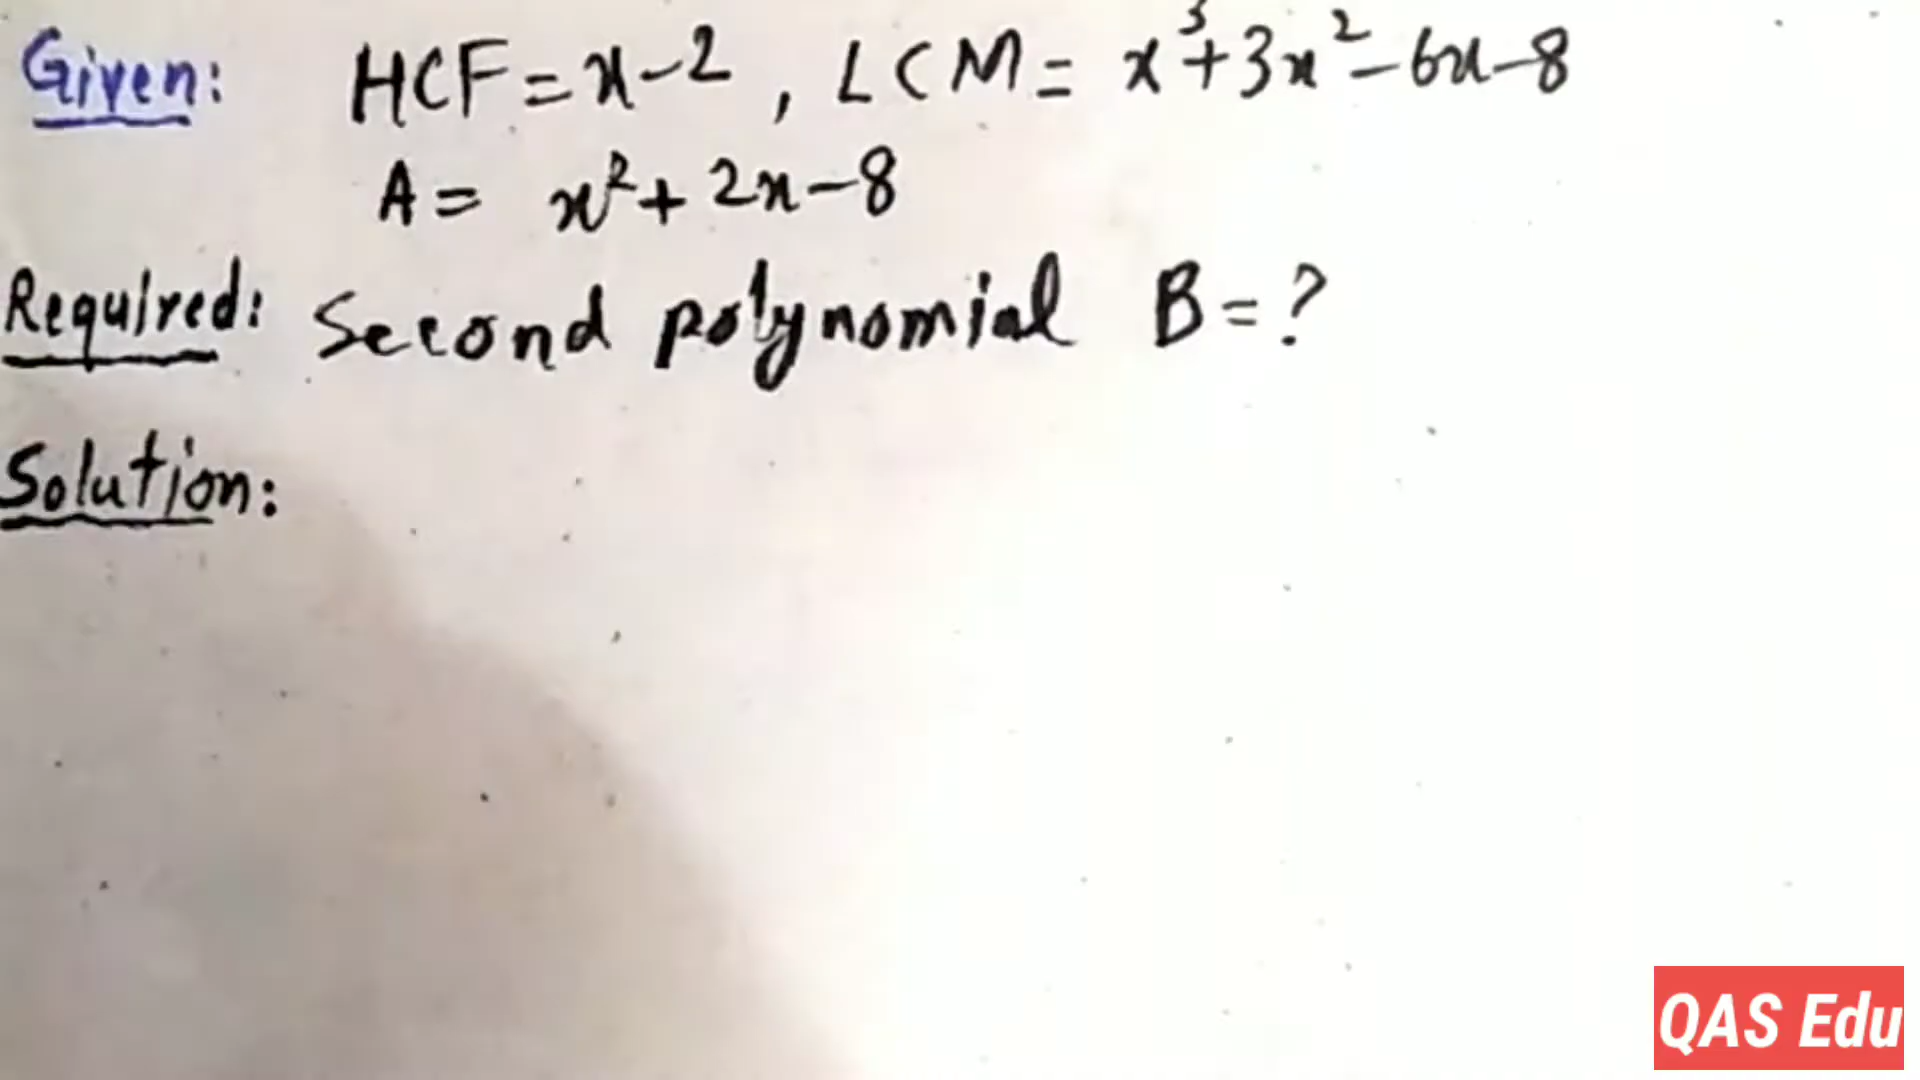 Given: HCF = x-2 , LCM = x³+3x²-6x-8
A = x²+2x-8
Required: Second polynomial B = ?
Solution:
QAS Edu